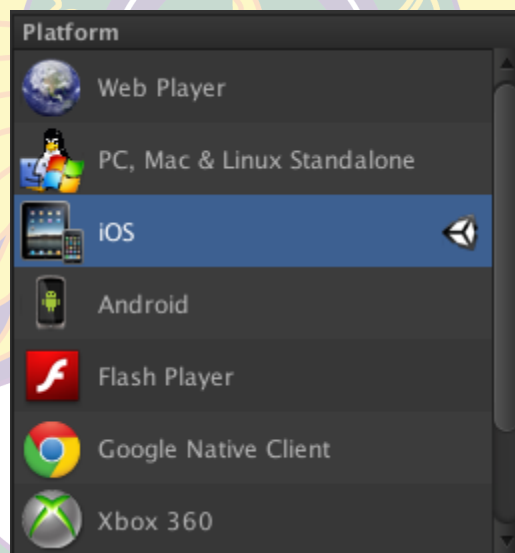 Platform
Web Player
PC, Mac & Linux Standalone
iOS
Android
Flash Player
Google Native Client
Xbox 360